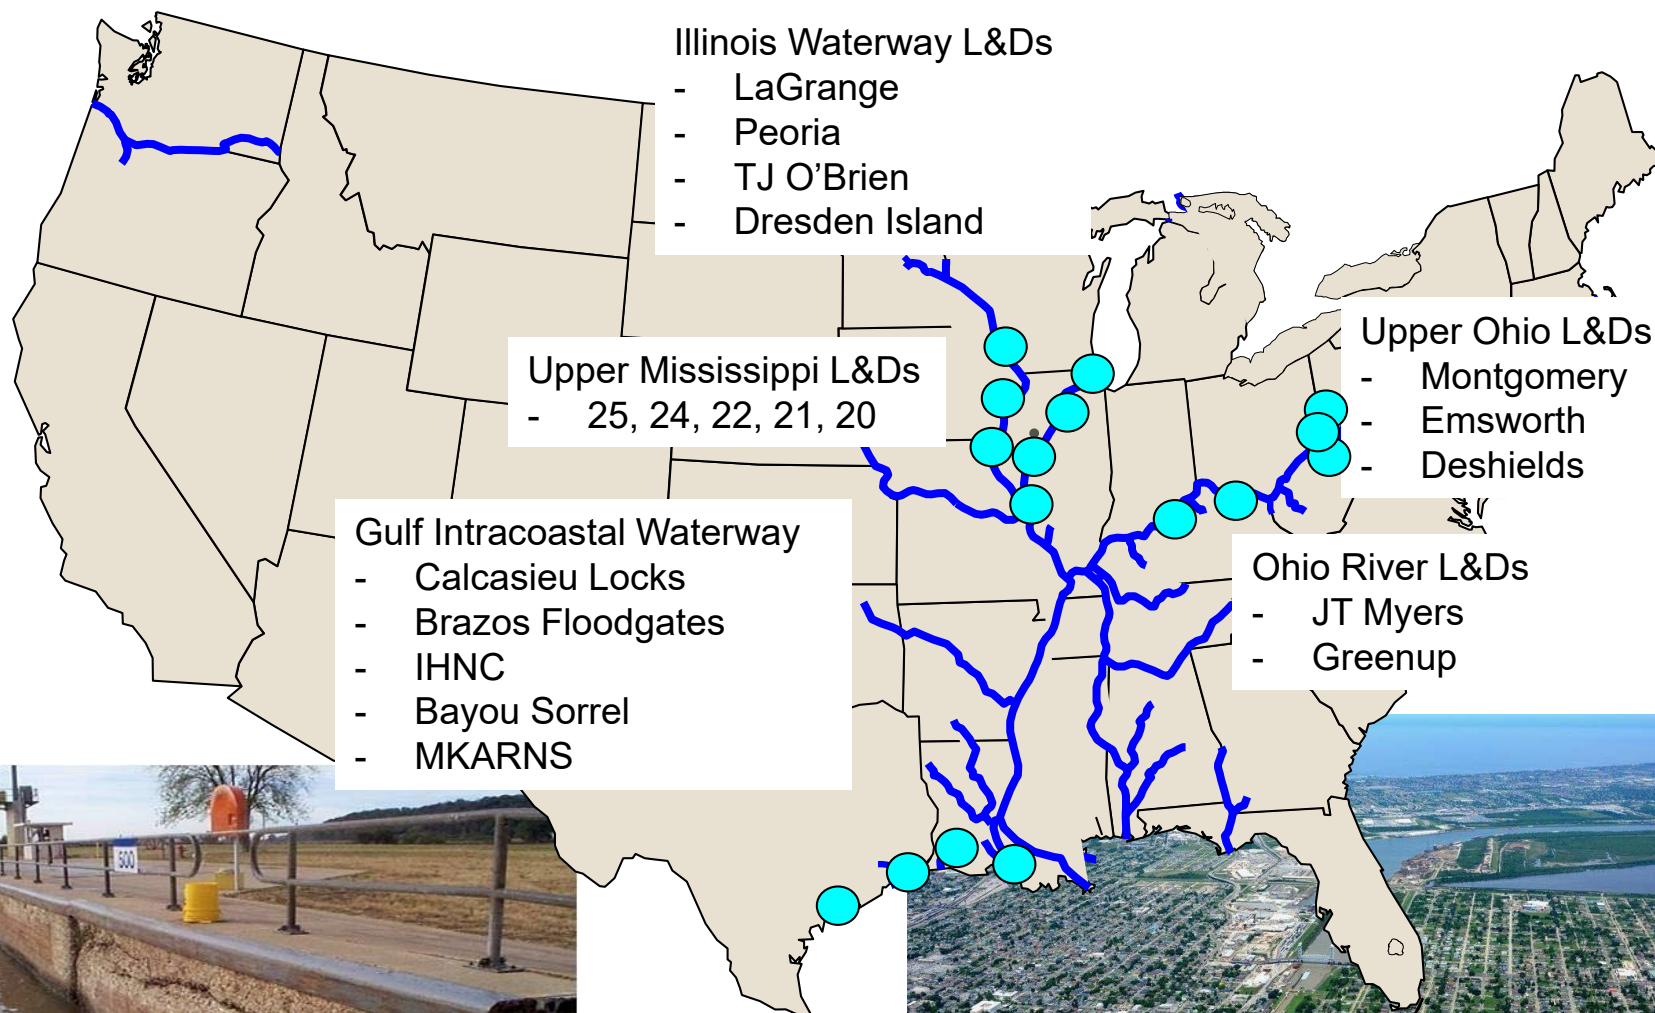 Illinois Waterway L&Ds
- LaGrange
- Peoria
- TJ O’Brien
- Dresden Island
Upper Mississippi L&Ds
- 25, 24, 22, 21, 20
Upper Ohio L&Ds
- Montgomery
- Emsworth
- Deshields
Gulf Intracoastal Waterway
- Calcasieu Locks
- Brazos Floodgates
- IHNC
- Bayou Sorrel
- MKARNS
Ohio River L&Ds
- JT Myers
- Greenup
500